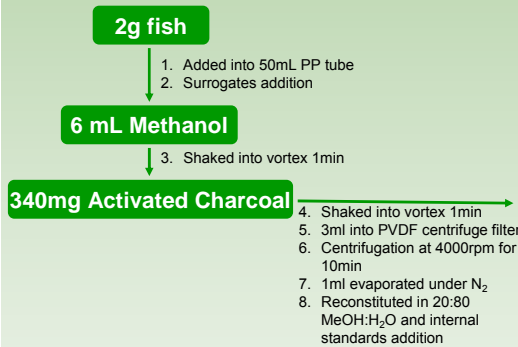 2g fish
1. Added into 50mL PP tube
2. Surrogates addition
6 mL Methanol
3. Shaked into vortex 1min
340mg Activated Charcoal
4. Shaked into vortex 1min
5. 3ml into PVDF centrifuge filter
6. Centrifugation at 4000rpm for
10min
7. 1ml evaporated under N₂
8. Reconstituted in 20:80
MeOH:H₂O and internal
standards addition